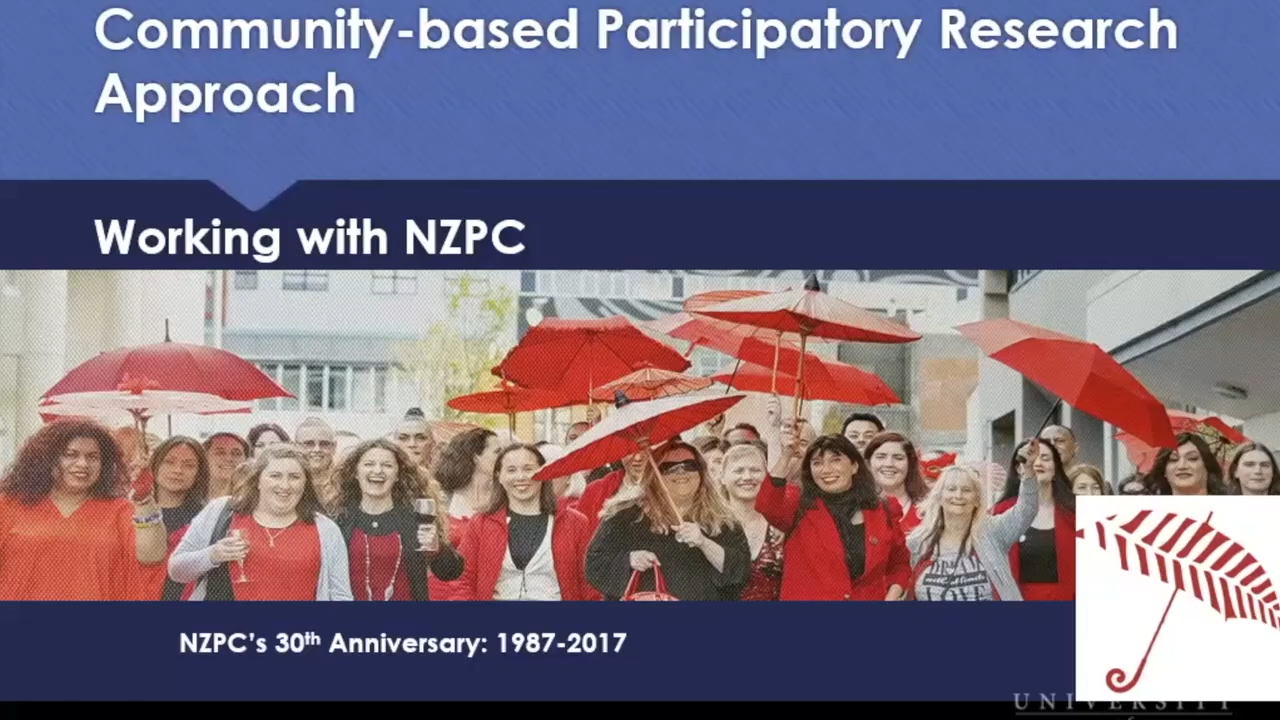 Community-based Participatory Research
Approach
Working with NZPC
NZPC's 30th Anniversary: 1987-2017
UNIVERSITY